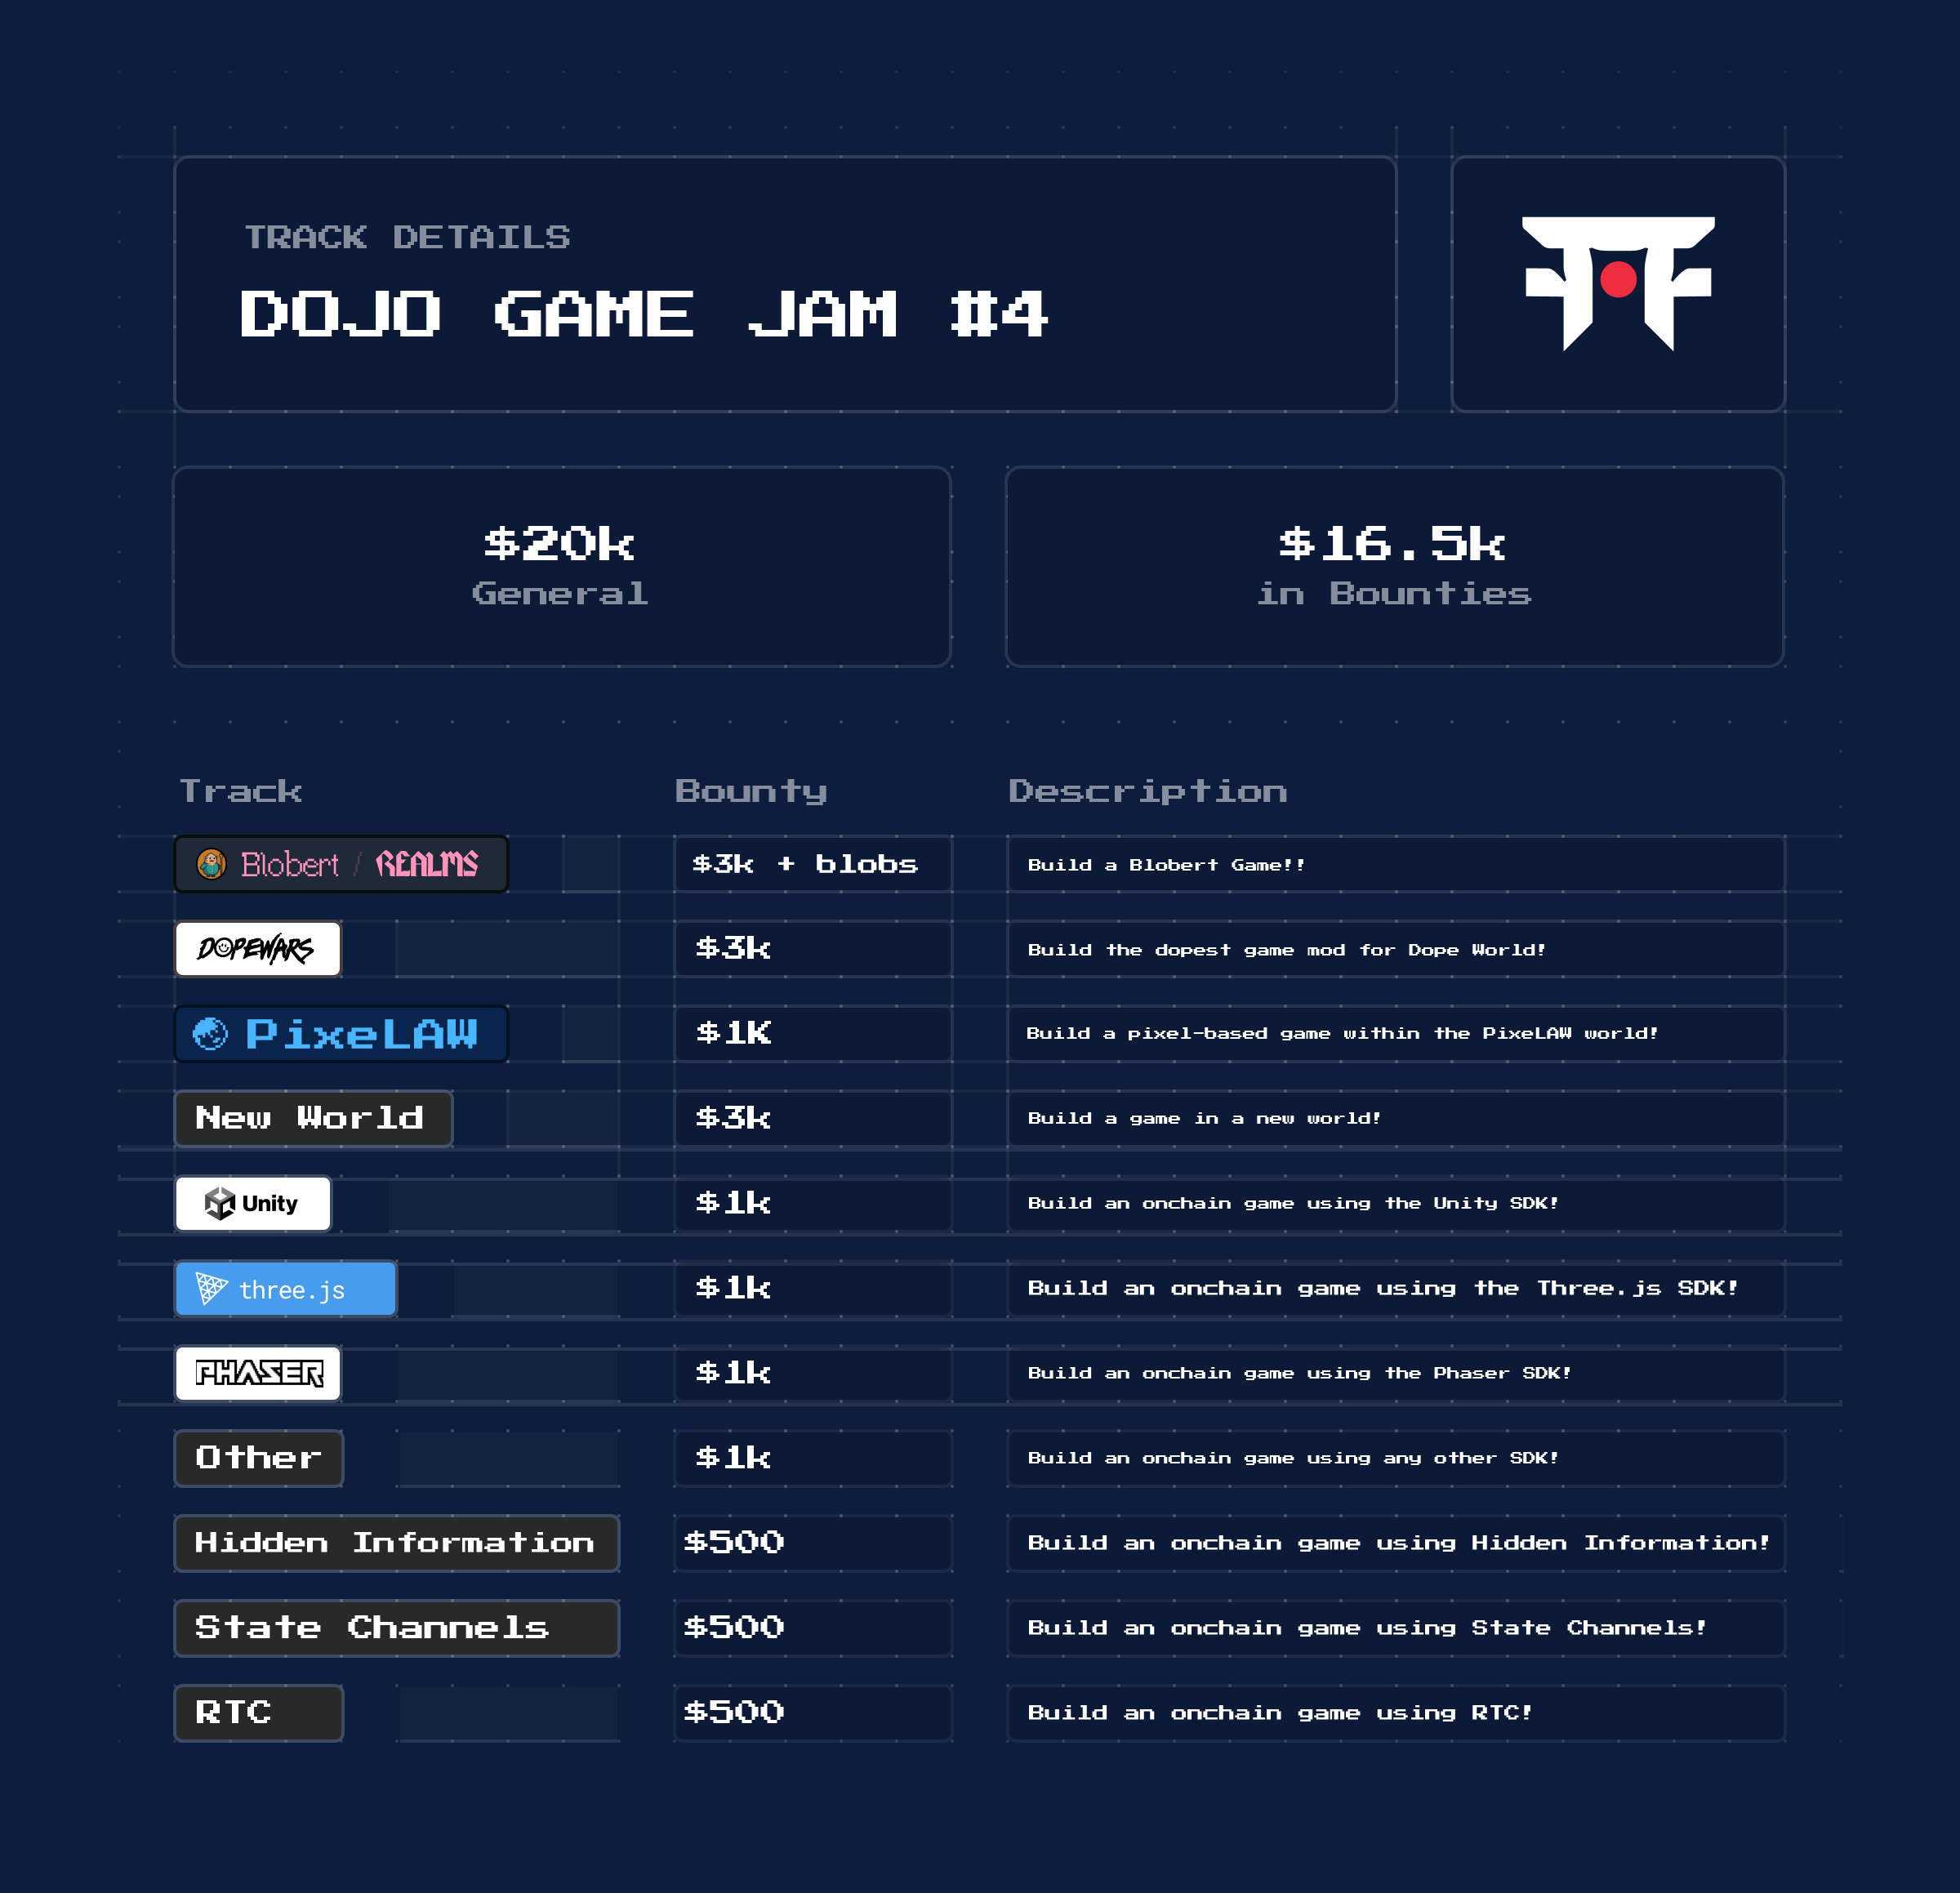 TRACK DETAILS
DOJO GAME JAM #4
$20k
General
$16.5k
in Bounties
Track Bounty Description
Blobert / REALMS $3k + blobs Build a Blobert Game!!
DOPEWARS $3k Build the dopest game mod for Dope World!
PixeLAW $1K Build a pixel-based game within the PixeLAW world!
New World $3k Build a game in a new world!
Unity $1k Build an onchain game using the Unity SDK!
three.js $1k Build an onchain game using the Three.js SDK!
PHASER $1k Build an onchain game using the Phaser SDK!
Other $1k Build an onchain game using any other SDK!
Hidden Information $500 Build an onchain game using Hidden Information!
State Channels $500 Build an onchain game using State Channels!
RTC $500 Build an onchain game using RTC!